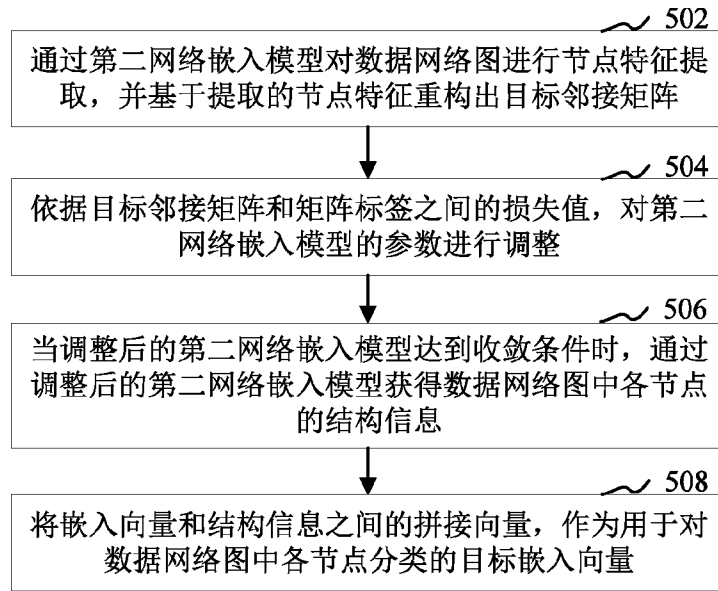 502
通过第二网络嵌入模型对数据网络图进行节点特征提
取，并基于提取的节点特征重构出目标邻接矩阵
504
依据目标邻接矩阵和矩阵标签之间的损失值，对第二
网络嵌入模型的参数进行调整
506
当调整后的第二网络嵌入模型达到收敛条件时，通过
调整后的第二网络嵌入模型获得数据网络图中各节点
的结构信息
508
将嵌入向量和结构信息之间的拼接向量，作为用于对
数据网络图中各节点分类的目标嵌入向量